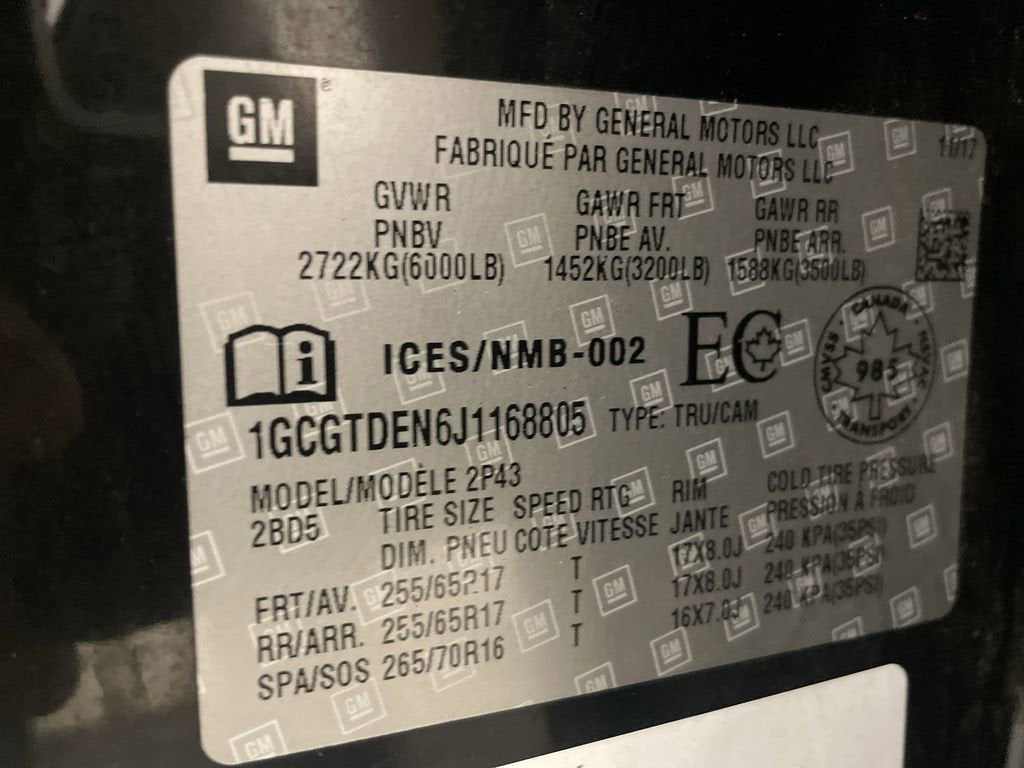 GM
MFD BY GENERAL MOTORS LLC
FABRIQUÉ PAR GENERAL MOTORS LLC
11/17
GVWR GAWR FRT GAWR RR
PNBV PNBE AV. PNBE ARR.
2722KG(6000LB) 1452KG(3200LB) 1588KG(3500LB)
i ICES/NMB-002 EC
CANADA · NSVAC · TRANSPORT · CMVSS
985
1GCGTDEN6J1168805 TYPE: TRU/CAM
MODEL/MODÈLE 2P43
2BD5 TIRE SIZE SPEED RTG RIM COLD TIRE PRESSURE
DIM. PNEU COTE VITESSE JANTE PRESSION À FROID
FRT/AV. 255/65R17 T 17X8.0J 240 KPA(35PSI)
RR/ARR. 255/65R17 T 17X8.0J 240 KPA(35PSI)
SPA/SOS 265/70R16 T 16X7.0J 240 KPA(35PSI)